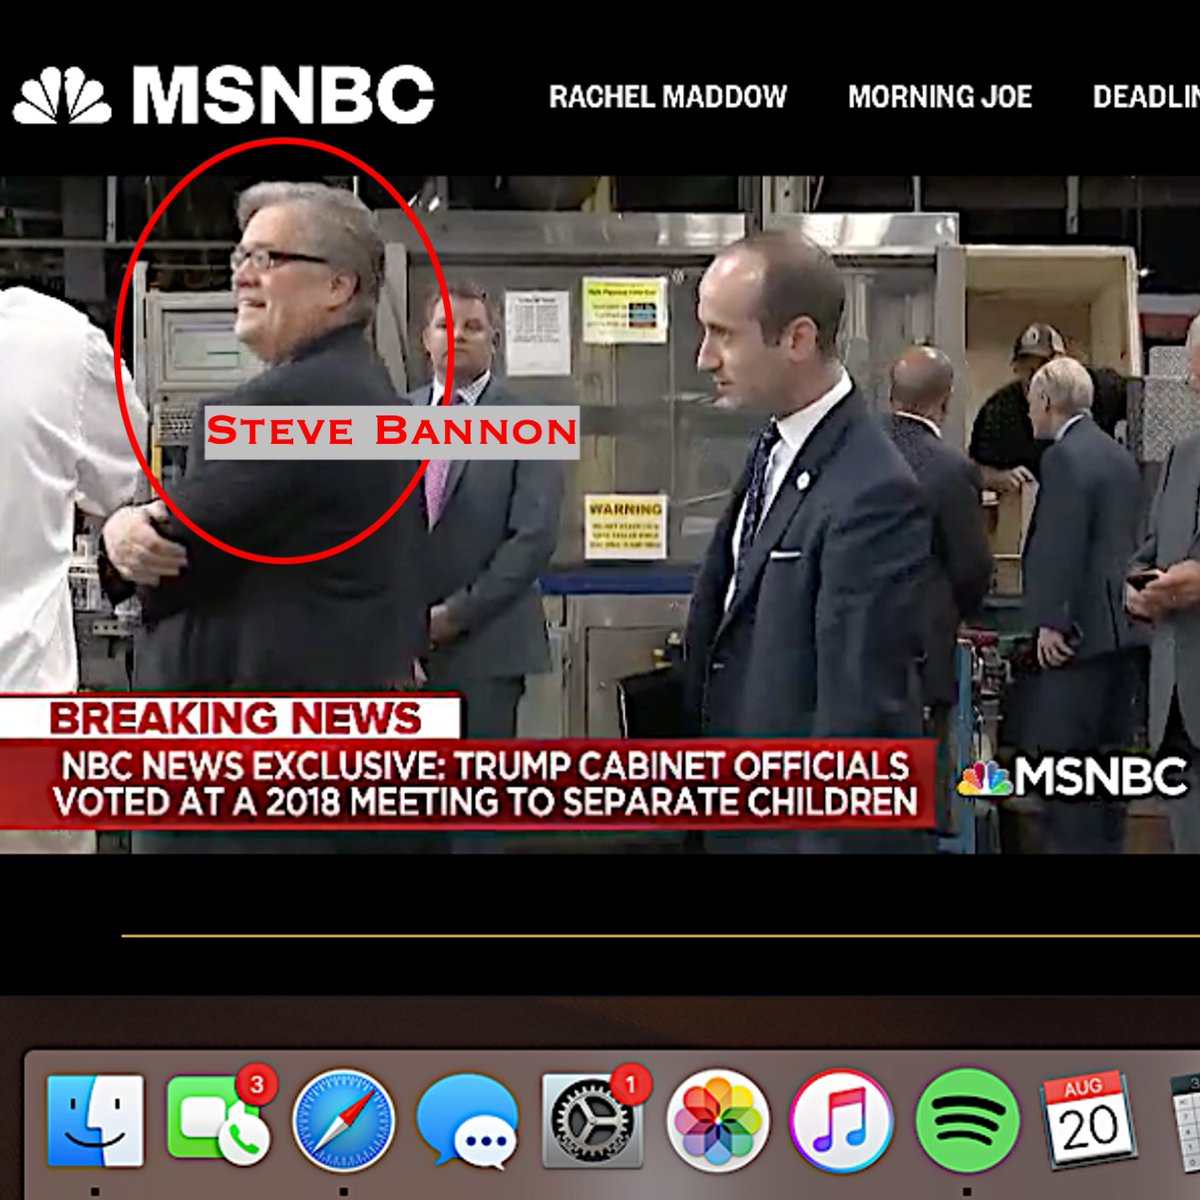 MSNBC
RACHEL MADDOW MORNING JOE DEADLIN
STEVE BANNON
WARNING
BREAKING NEWS
NBC NEWS EXCLUSIVE: TRUMP CABINET OFFICIALS
VOTED AT A 2018 MEETING TO SEPARATE CHILDREN
MSNBC
3
1
AUG
20